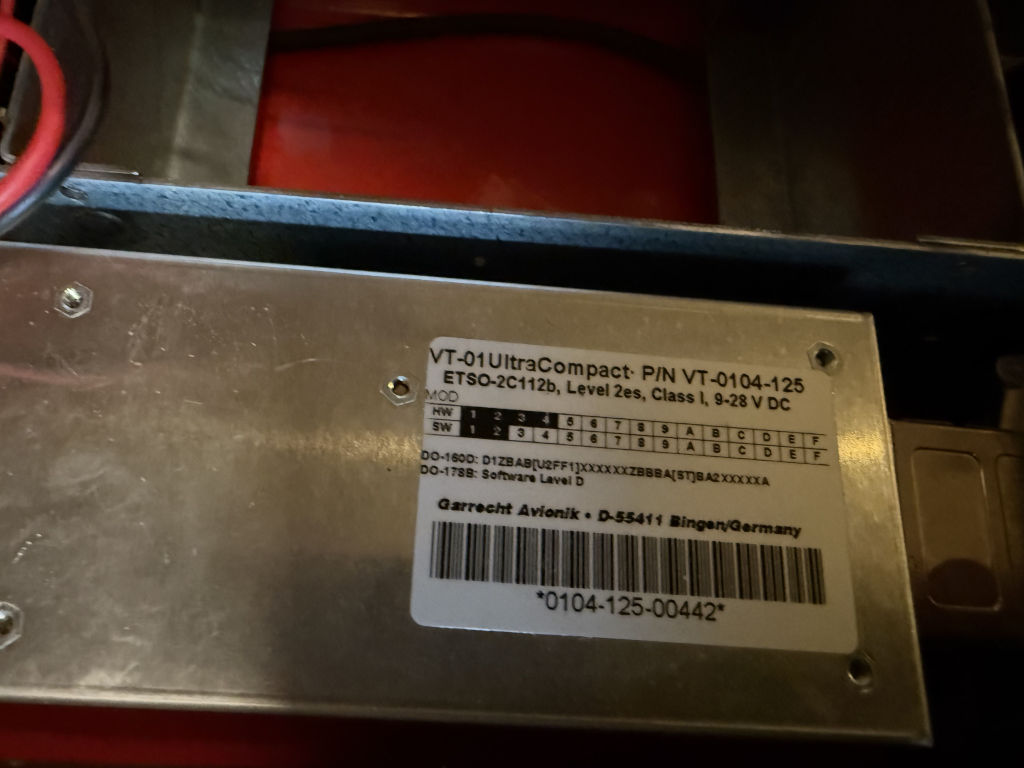 VT-01UltraCompact· P/N VT-0104-125
ETSO-2C112b, Level 2es, Class I, 9-28 V DC
MOD
HW 1 2 3 4 5 6 7 8 9 A B C D E F
SW 1 2 3 4 5 6 7 8 9 A B C D E F
DO-160D: D1ZBAB[U2FF1]XXXXXXZBBBA[5T]BA2XXXXXA
DO-178B: Software Level D
Garrecht Avionik • D-55411 Bingen/Germany
*0104-125-00442*